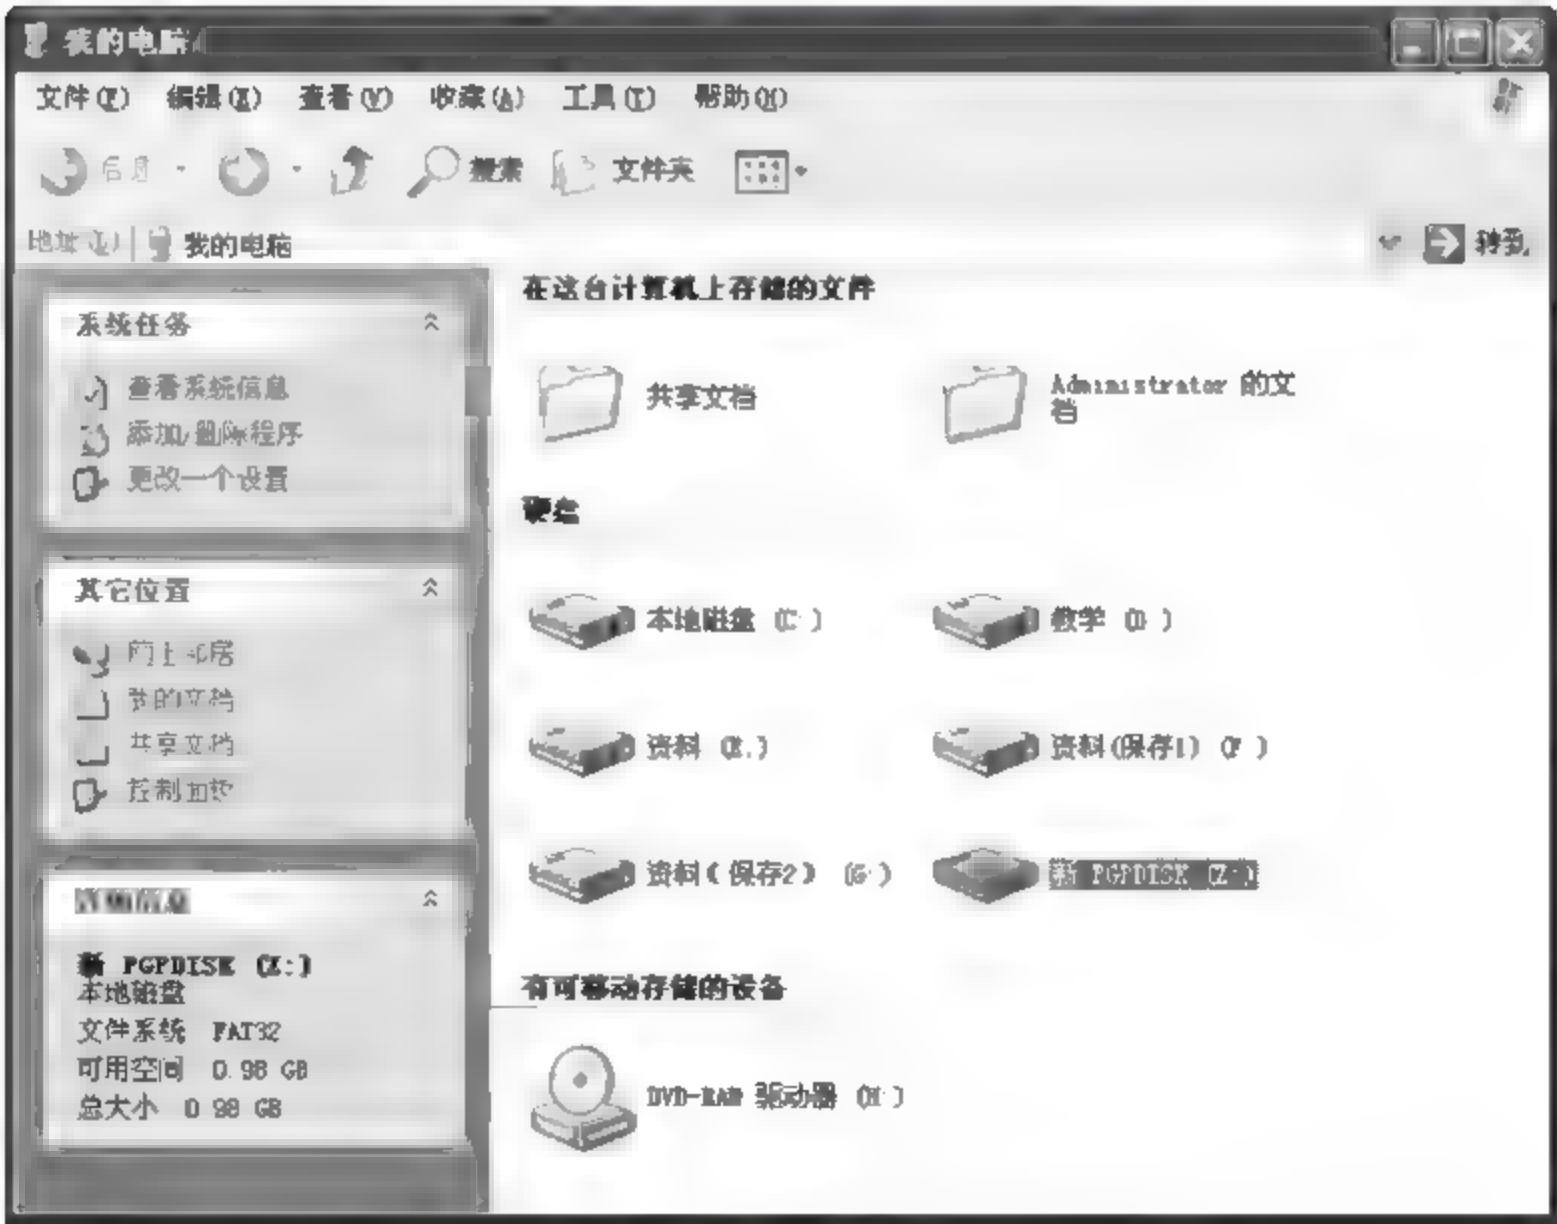 我的电脑
文件(F) 编辑(E) 查看(V) 收藏(A) 工具(T) 帮助(H)
后退 搜索 文件夹
地址(D) 我的电脑 转到
系统任务
查看系统信息
添加/删除程序
更改一个设置
其它位置
网上邻居
我的文档
共享文档
控制面板
详细信息
新 PGPDISK (Z:)
本地磁盘
文件系统 FAT32
可用空间 0.98 GB
总大小 0.98 GB
在这台计算机上存储的文件
共享文档
Administrator 的文
档
硬盘
本地磁盘 (C:)
教学 (D:)
资料 (E:)
资料(保存1) (F:)
资料(保存2) (G:)
新 PGPDISK (Z:)
有可移动存储的设备
DVD-RAM 驱动器 (H:)